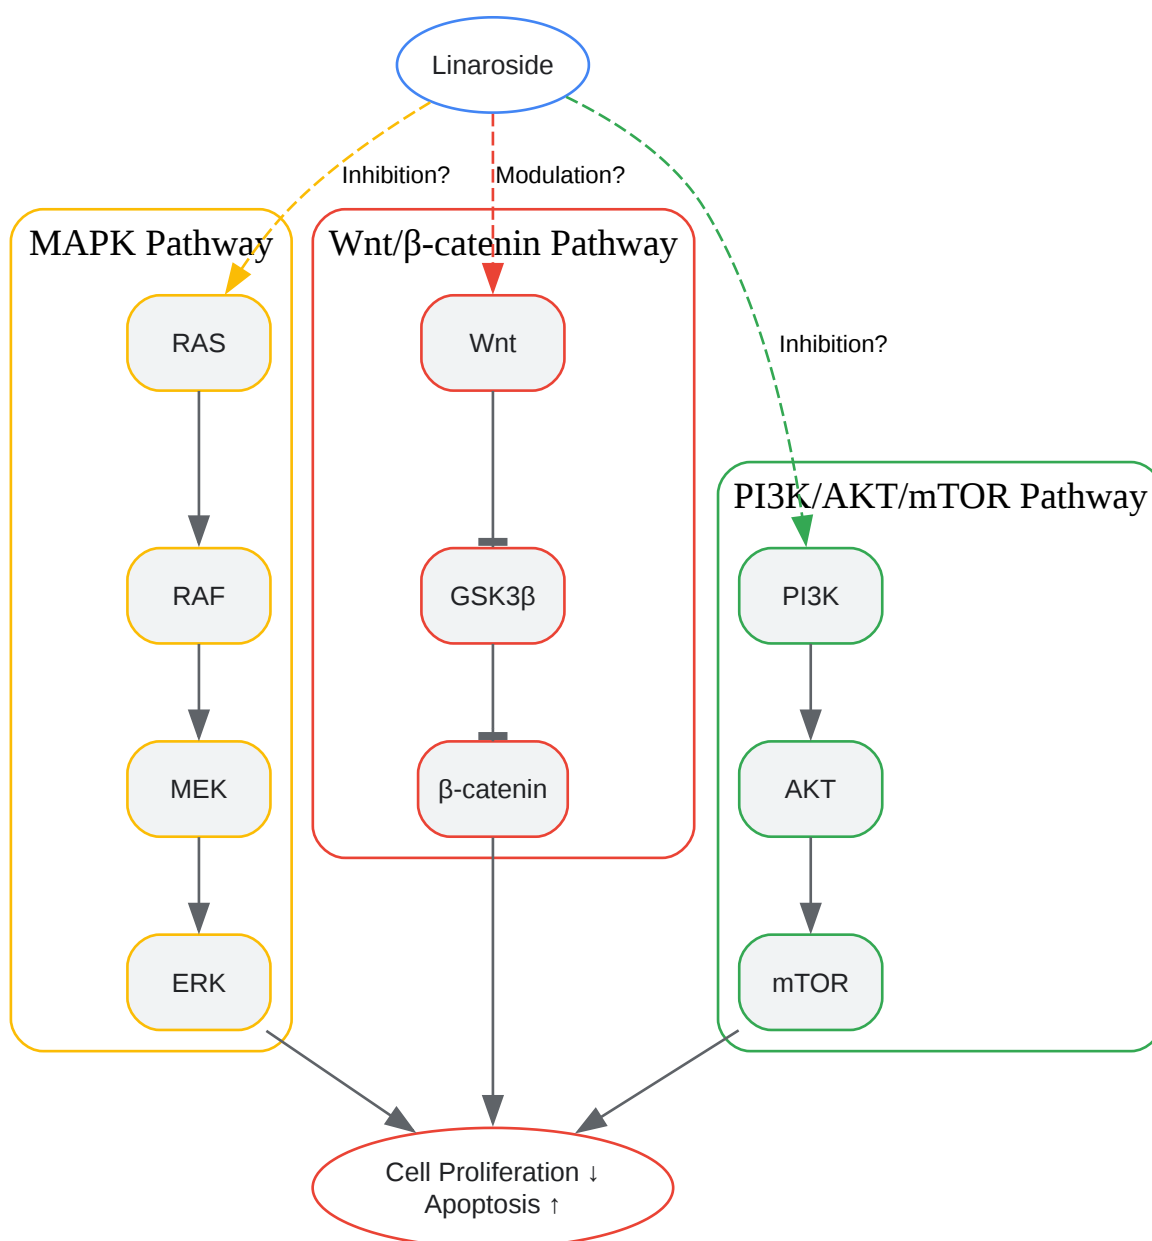 Linaroside
Inhibition?
Modulation?
MAPK Pathway
Wnt/β-catenin Pathway
RAS
Wnt
Inhibition?
PI3K/AKT/mTOR Pathway
RAF
GSK3β
PI3K
MEK
β-catenin
AKT
ERK
mTOR
Cell Proliferation ↓
Apoptosis ↑